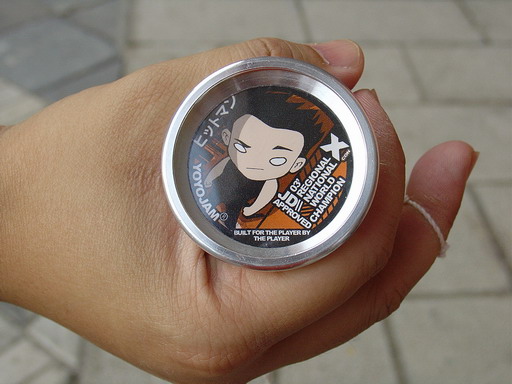 ヒットマン
YOYOJAM®
X
.COM
03'
REGIONAL
NATIONAL
WORLD
CHAMPION
JD
APPROVED
BUILT FOR THE PLAYER BY
THE PLAYER